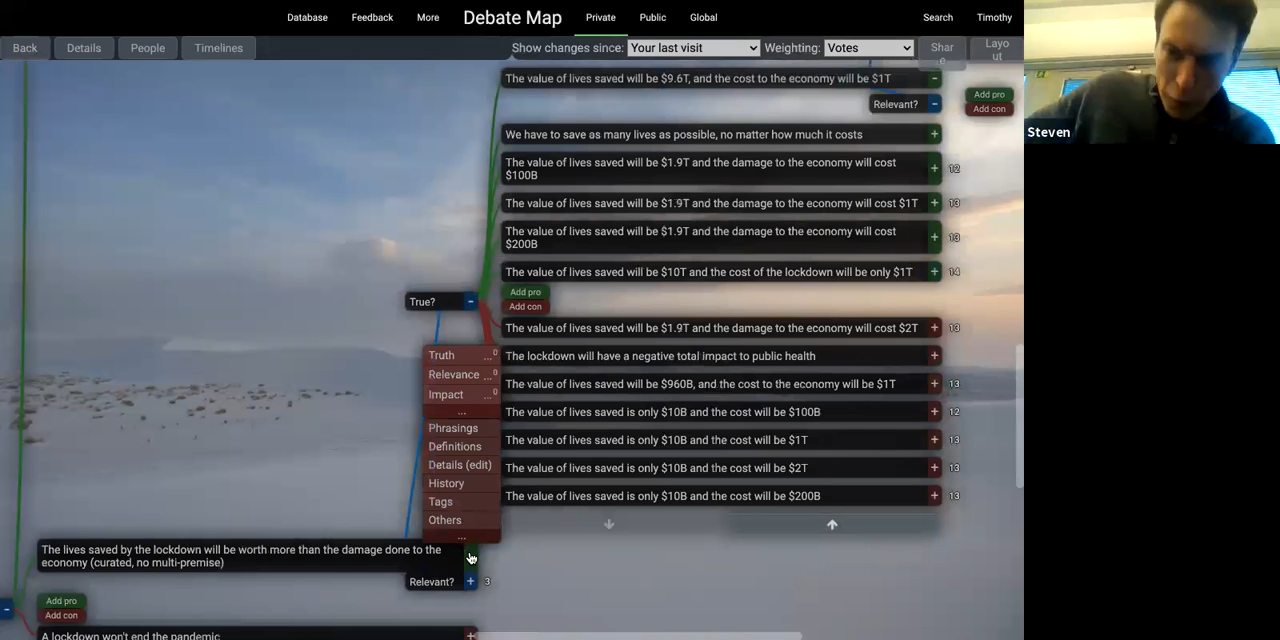 Database Feedback More Debate Map Private Public Global Search Timothy
Back Details People Timelines Show changes since: Your last visit Weighting: Votes Shar
e Layo
ut
The value of lives saved will be $9.6T, and the cost to the economy will be $1T -
Relevant? -
Add pro
Add con
Steven
We have to save as many lives as possible, no matter how much it costs +
The value of lives saved will be $1.9T and the damage to the economy will cost
$100B + 12
The value of lives saved will be $1.9T and the damage to the economy will cost $1T + 13
The value of lives saved will be $1.9T and the damage to the economy will cost
$200B + 13
The value of lives saved will be $10T and the cost of the lockdown will be only $1T + 14
True? -
Add pro
Add con
The value of lives saved will be $1.9T and the damage to the economy will cost $2T + 13
The lockdown will have a negative total impact to public health +
The value of lives saved will be $960B, and the cost to the economy will be $1T + 13
The value of lives saved is only $10B and the cost will be $100B + 12
The value of lives saved is only $10B and the cost will be $1T + 13
The value of lives saved is only $10B and the cost will be $2T + 13
The value of lives saved is only $10B and the cost will be $200B + 13
Truth ... 0
Relevance ... 0
Impact ... 0
...
Phrasings
Definitions
Details (edit)
History
Tags
Others
...
The lives saved by the lockdown will be worth more than the damage done to the
economy (curated, no multi-premise)
Relevant? + 3
-
Add pro
Add con
A lockdown won't end the pandemic +